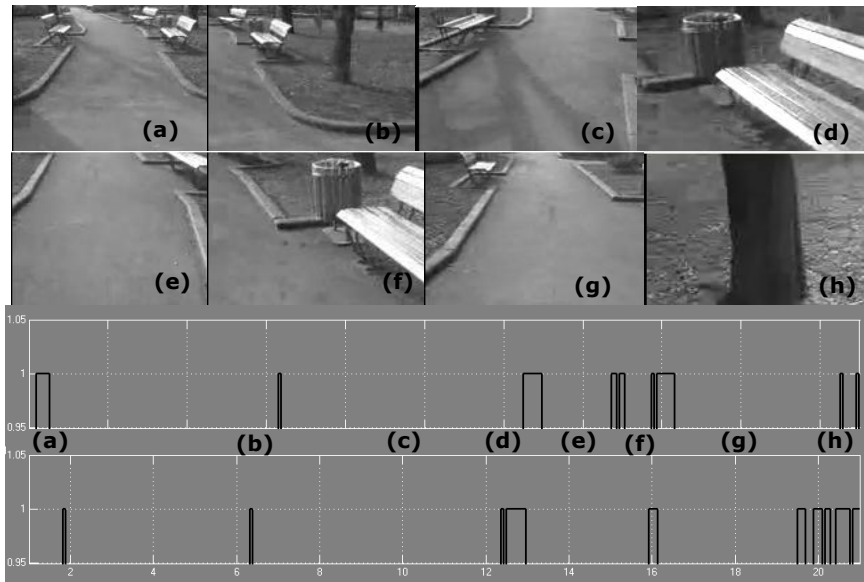 (a)
(b)
(c)
(d)
(e)
(f)
(g)
(h)
1.05
1
0.95
(a) (b) (c) (d) (e) (f) (g) (h)
1.05
1
0.95
2 4 6 8 10 12 14 16 18 20